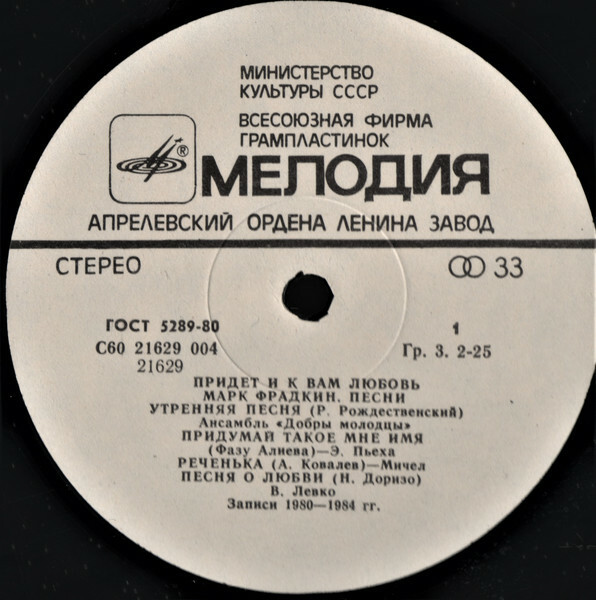 МИНИСТЕРСТВО
КУЛЬТУРЫ СССР
ВСЕСОЮЗНАЯ ФИРМА
ГРАМПЛАСТИНОК
®
МЕЛОДИЯ
АПРЕЛЕВСКИЙ ОРДЕНА ЛЕНИНА ЗАВОД
СТЕРЕО
33
ГОСТ 5289-80
1
С60 21629 004
Гр. 3. 2-25
21629
ПРИДЕТ И К ВАМ ЛЮБОВЬ
МАРК ФРАДКИН. ПЕСНИ
УТРЕННЯЯ ПЕСНЯ (Р. Рождественский)
Ансамбль «Добры молодцы»
ПРИДУМАЙ ТАКОЕ МНЕ ИМЯ
(Фазу Алиева)—Э. Пьеха
РЕЧЕНЬКА (А. Ковалев)—Мичел
ПЕСНЯ О ЛЮБВИ (Н. Доризо)
В. Левко
Записи 1980—1984 гг.